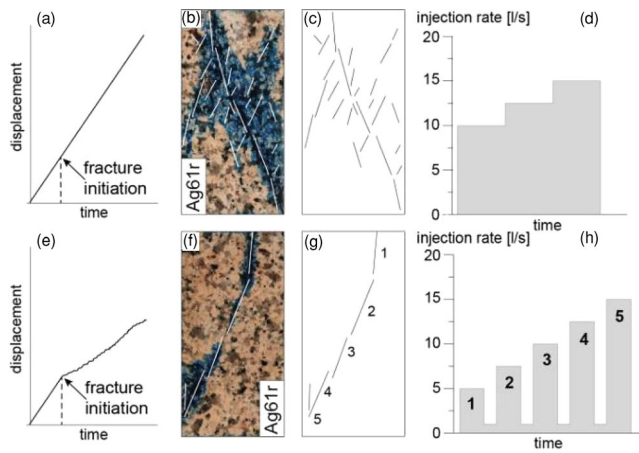 (a)
displacement
fracture
initiation
time
(b)
Ag61r
(c)
injection rate [l/s]
(d)
20
15
10
5
0
time
(e)
displacement
fracture
initiation
time
(f)
Ag61r
(g)
1
2
3
4
5
injection rate [l/s]
(h)
20
15
10
5
0
1
2
3
4
5
time